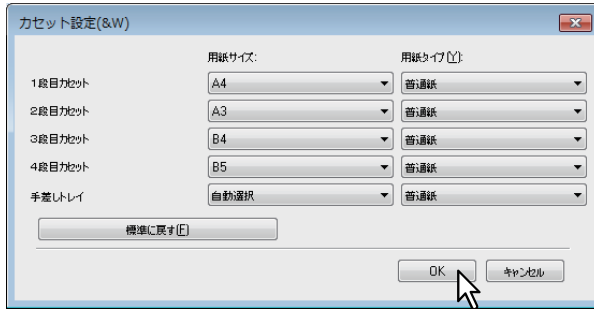 カセット設定(&W)
用紙サイズ: 用紙タイプ(Y):
1段目カセット A4 普通紙
2段目カセット A3 普通紙
3段目カセット B4 普通紙
4段目カセット B5 普通紙
手差しトレイ 自動選択 普通紙
標準に戻す(F)
OK キャンセル